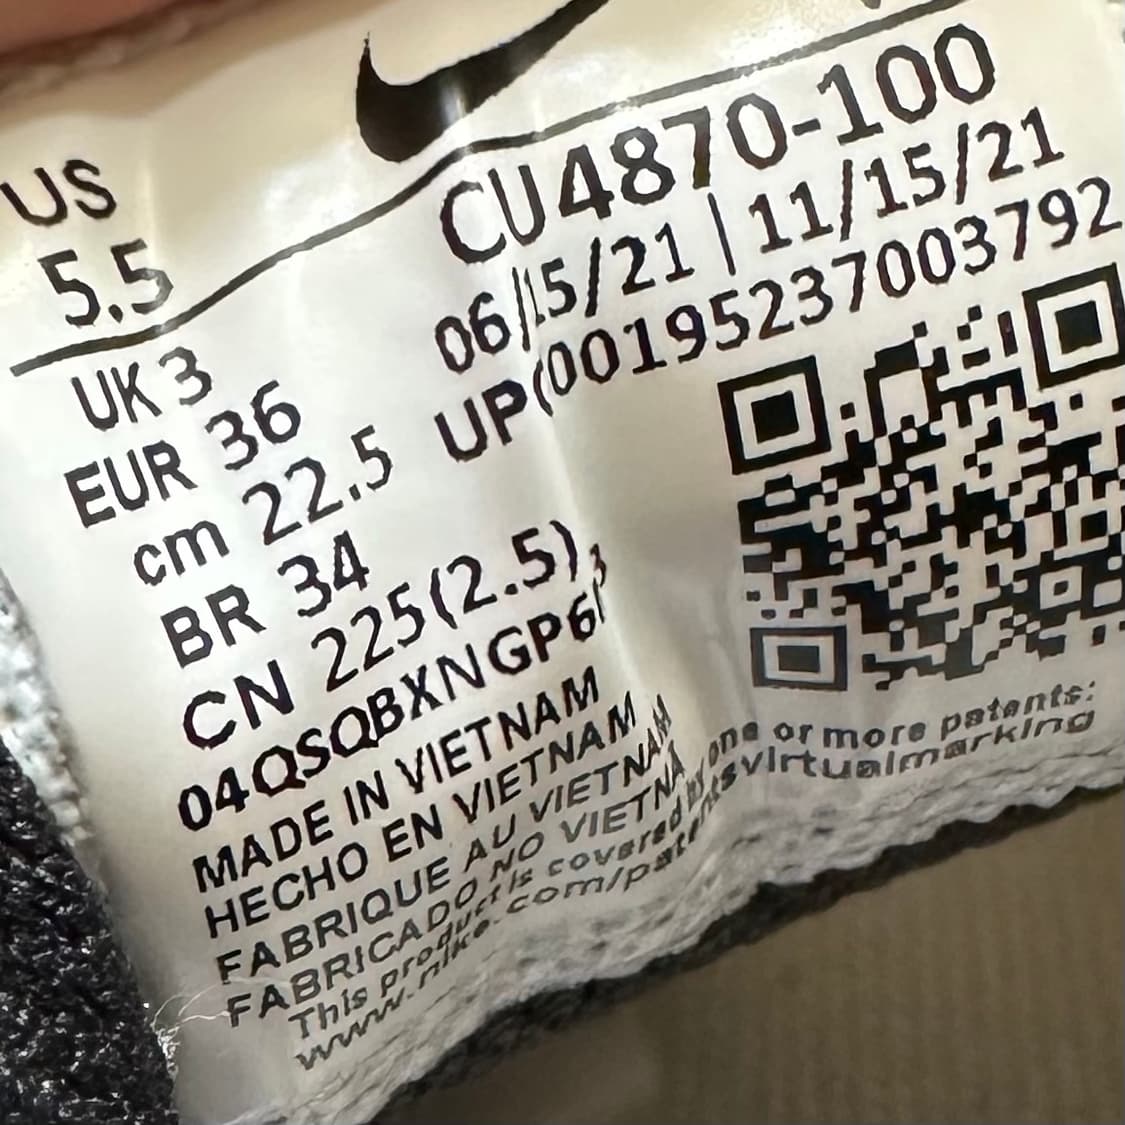 US
5.5
CU4870-100
06/15/21 | 11/15/21
UP(00195237003792
UK 3
EUR 36
cm 22.5
BR 34
CN 225(2.5)
04QSQBXNGP6
MADE IN VIETNAM
HECHO EN VIETNAM
FABRIQUE AU VIETNAM
FABRICADO NO VIETNÃ
This product is covered by one or more patents:
www.nike.com/patentsvirtualmarking